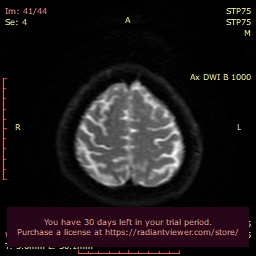 Im: 41/44
Se: 4
A
STP75
STP75
M
Ax DWI B 1000
R
L
You have 30 days left in your trial period.
Purchase a license at https://radiantviewer.com/store/